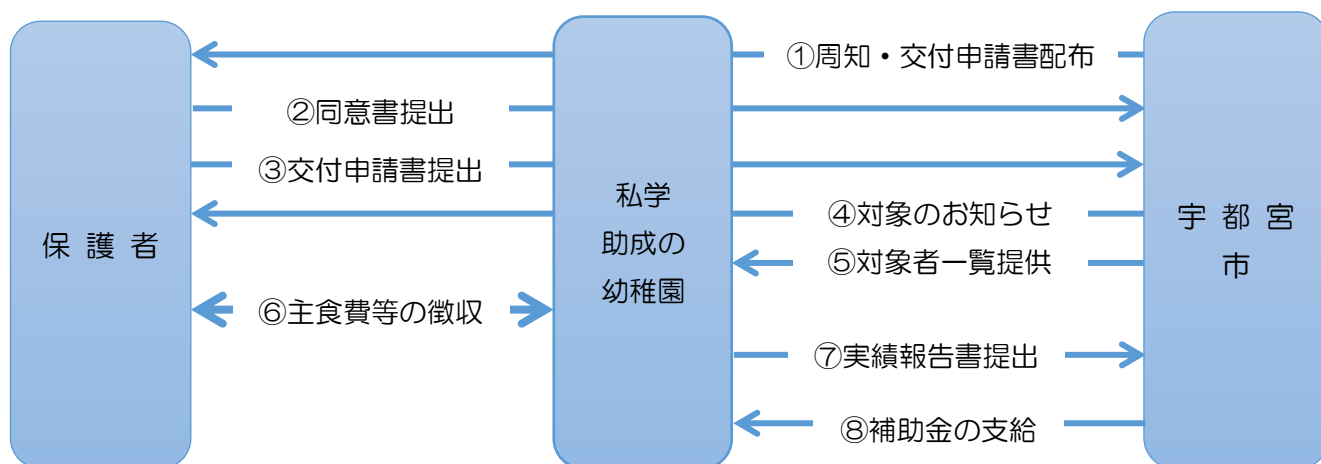 ①周知・交付申請書配布
②同意書提出
③交付申請書提出
私学
助成の
幼稚園
④対象のお知らせ
保護者
宇都宮
市
⑤対象者一覧提供
⑥主食費等の徴収
⑦実績報告書提出
⑧補助金の支給